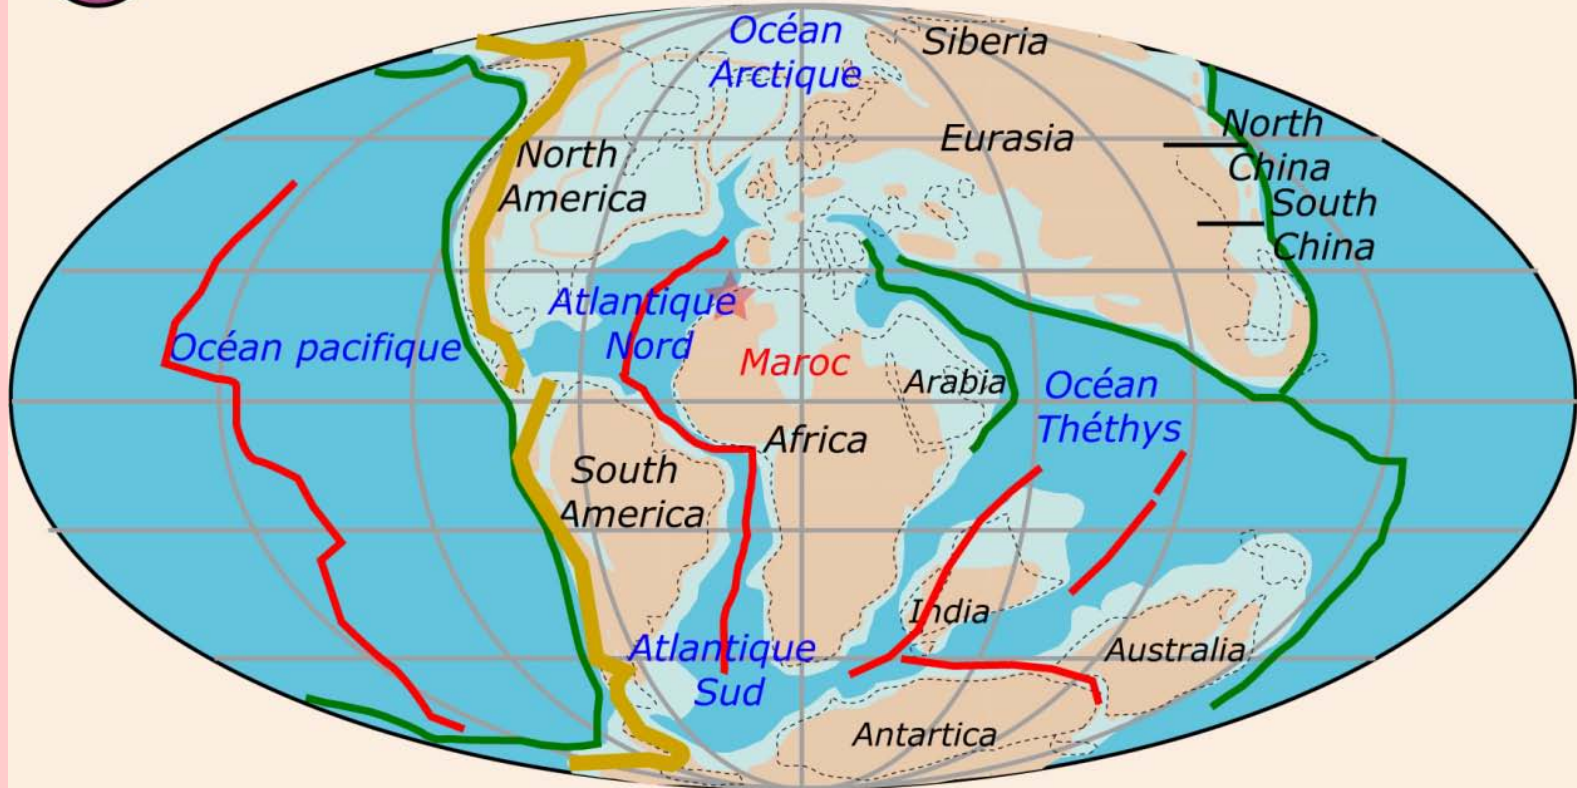 Océan
Arctique
Siberia
Eurasia
North
China
South
China
North
America
Atlantique
Nord
Océan pacifique
Maroc
Arabia
Océan
Théthys
Africa
South
America
India
Atlantique
Sud
Australia
Antartica